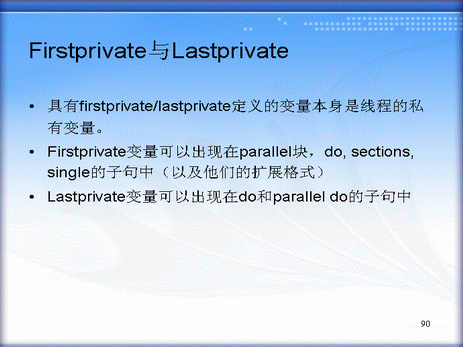 Firstprivate与Lastprivate
• 具有firstprivate/lastprivate定义的变量本身是线程的私
有变量。
• Firstprivate变量可以出现在parallel块，do, sections,
single的子句中（以及他们的扩展格式）
• Lastprivate变量可以出现在do和parallel do的子句中
90